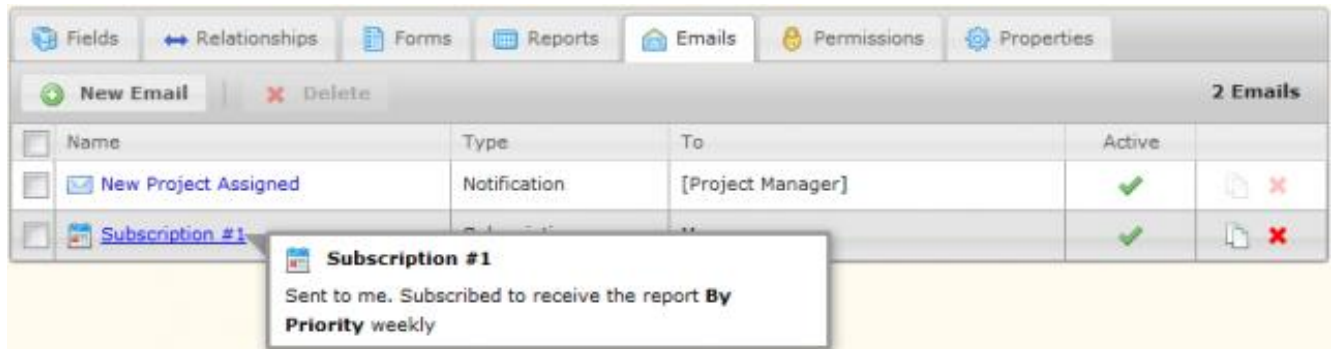 Fields Relationships Forms Reports Emails Permissions Properties
New Email Delete 2 Emails
Name Type To Active
New Project Assigned Notification [Project Manager]
Subscription #1
Subscription #1
Sent to me. Subscribed to receive the report By
Priority weekly